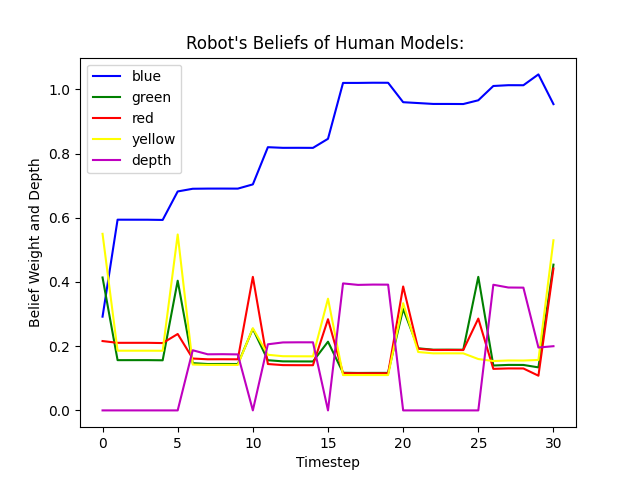 Robot's Beliefs of Human Models:
blue
green
red
yellow
depth
Belief Weight and Depth
1.0
0.8
0.6
0.4
0.2
0.0
0 5 10 15 20 25 30
Timestep